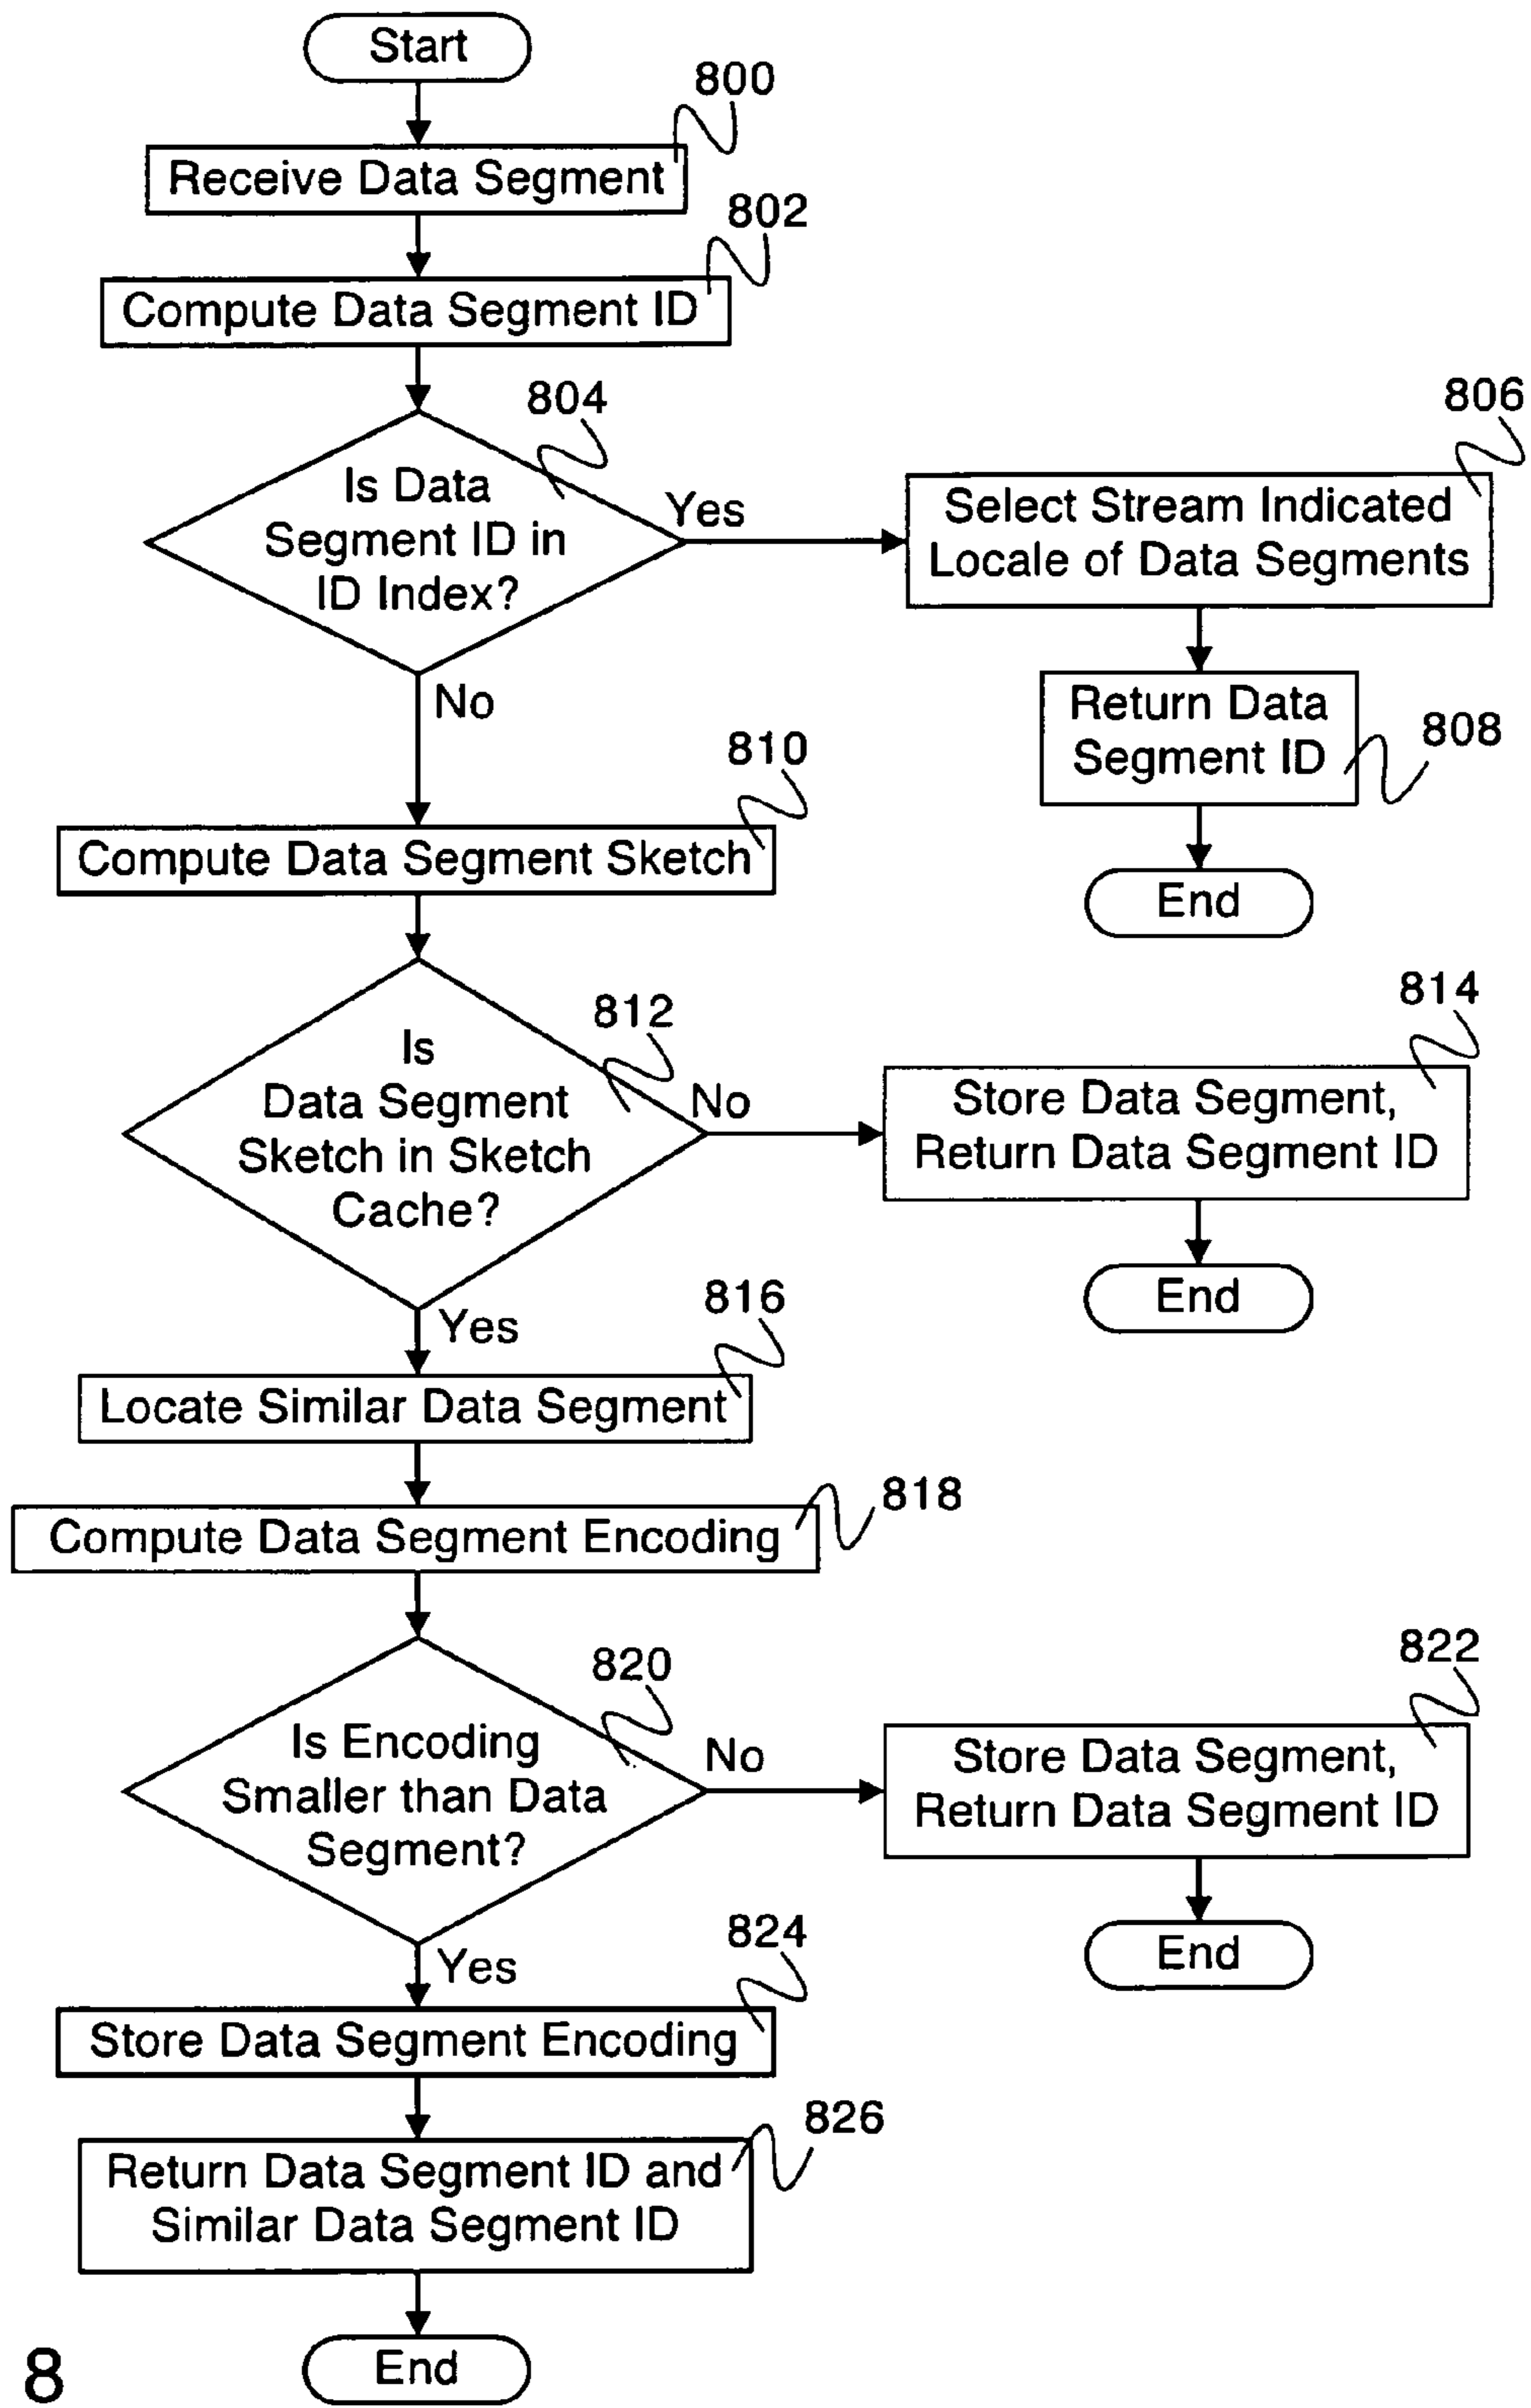 Start
800
Receive Data Segment
802
Compute Data Segment ID
804
Is Data
Segment ID in
ID Index?
Yes
806
Select Stream Indicated
Locale of Data Segments
No
Return Data
Segment ID
808
End
810
Compute Data Segment Sketch
812
Is
Data Segment
Sketch in Sketch
Cache?
No
814
Store Data Segment,
Return Data Segment ID
End
Yes
816
Locate Similar Data Segment
818
Compute Data Segment Encoding
820
Is Encoding
Smaller than Data
Segment?
No
822
Store Data Segment,
Return Data Segment ID
End
Yes
824
Store Data Segment Encoding
826
Return Data Segment ID and
Similar Data Segment ID
End
8